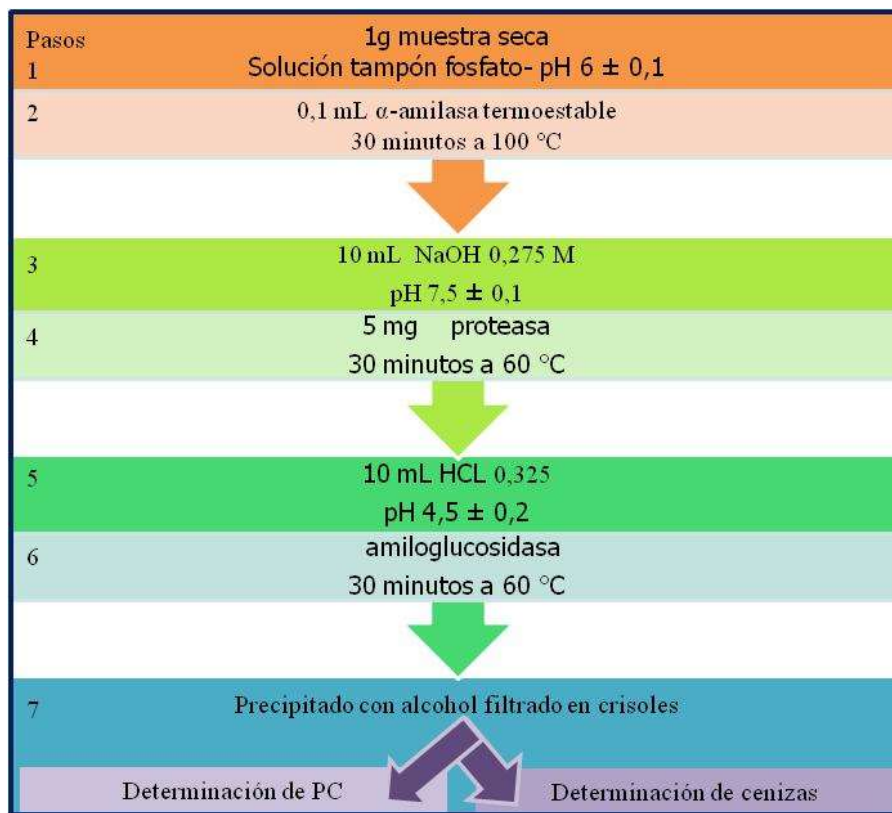 Pasos
1g muestra seca
1
Solución tampón fosfato- pH 6 ± 0,1
2
0,1 mL α-amilasa termoestable
30 minutos a 100 °C
3
10 mL NaOH 0,275 M
pH 7,5 ± 0,1
4
5 mg proteasa
30 minutos a 60 °C
5
10 mL HCL 0,325
pH 4,5 ± 0,2
6
amiloglucosidasa
30 minutos a 60 °C
7
Precipitado con alcohol filtrado en crisoles
Determinación de PC
Determinación de cenizas